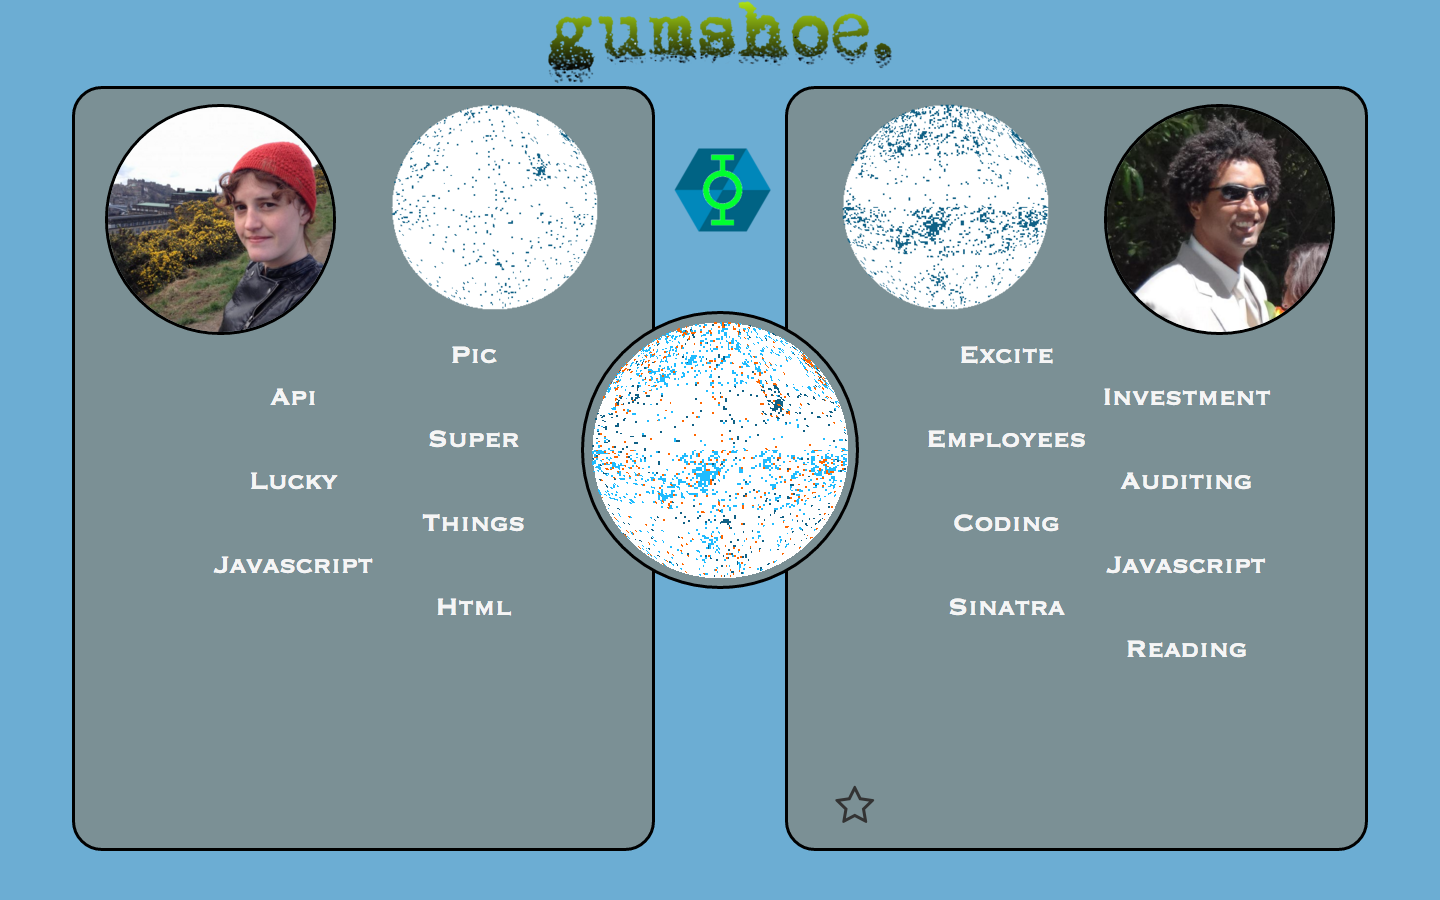 gumshoe.
Pic
Api
Super
Lucky
Things
Javascript
Html
Excite
Investment
Employees
Auditing
Coding
Javascript
Sinatra
Reading